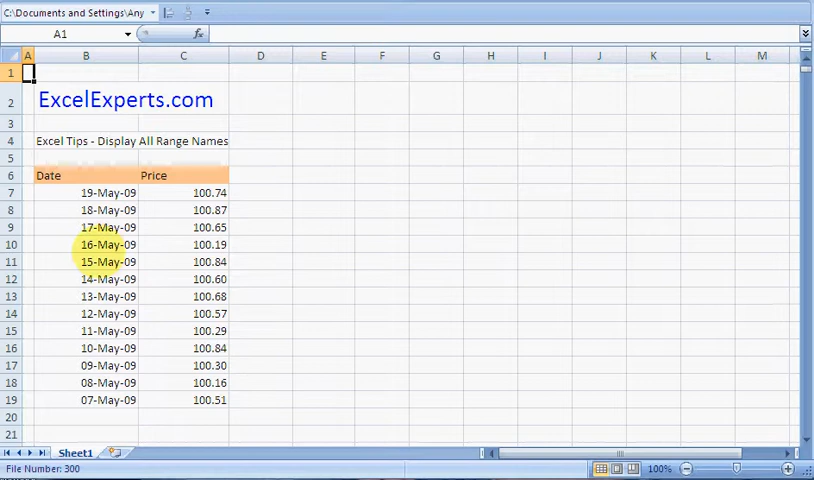 C:\Documents and Settings\Any
A1
fx
A B C D E F G H I J K L M
1
2 ExcelExperts.com
3
4 Excel Tips - Display All Range Names
5
6 Date Price
7 19-May-09 100.74
8 18-May-09 100.87
9 17-May-09 100.65
10 16-May-09 100.19
11 15-May-09 100.84
12 14-May-09 100.60
13 13-May-09 100.68
14 12-May-09 100.57
15 11-May-09 100.29
16 10-May-09 100.84
17 09-May-09 100.30
18 08-May-09 100.16
19 07-May-09 100.51
20
21
Sheet1
File Number: 300 100%